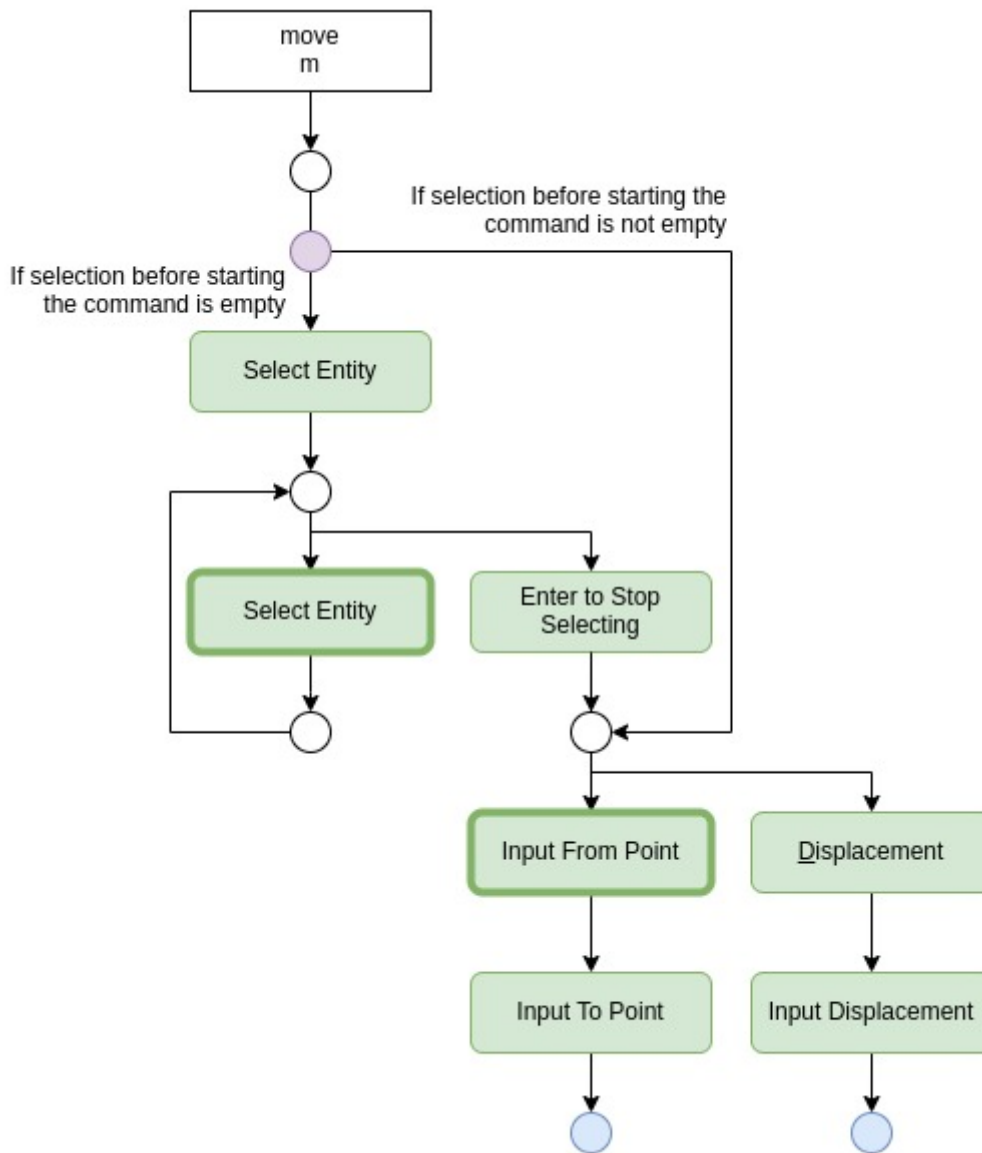 move
m
If selection before starting the
command is not empty
If selection before starting
the command is empty
Select Entity
Select Entity
Enter to Stop
Selecting
Input From Point
Displacement
Input To Point
Input Displacement